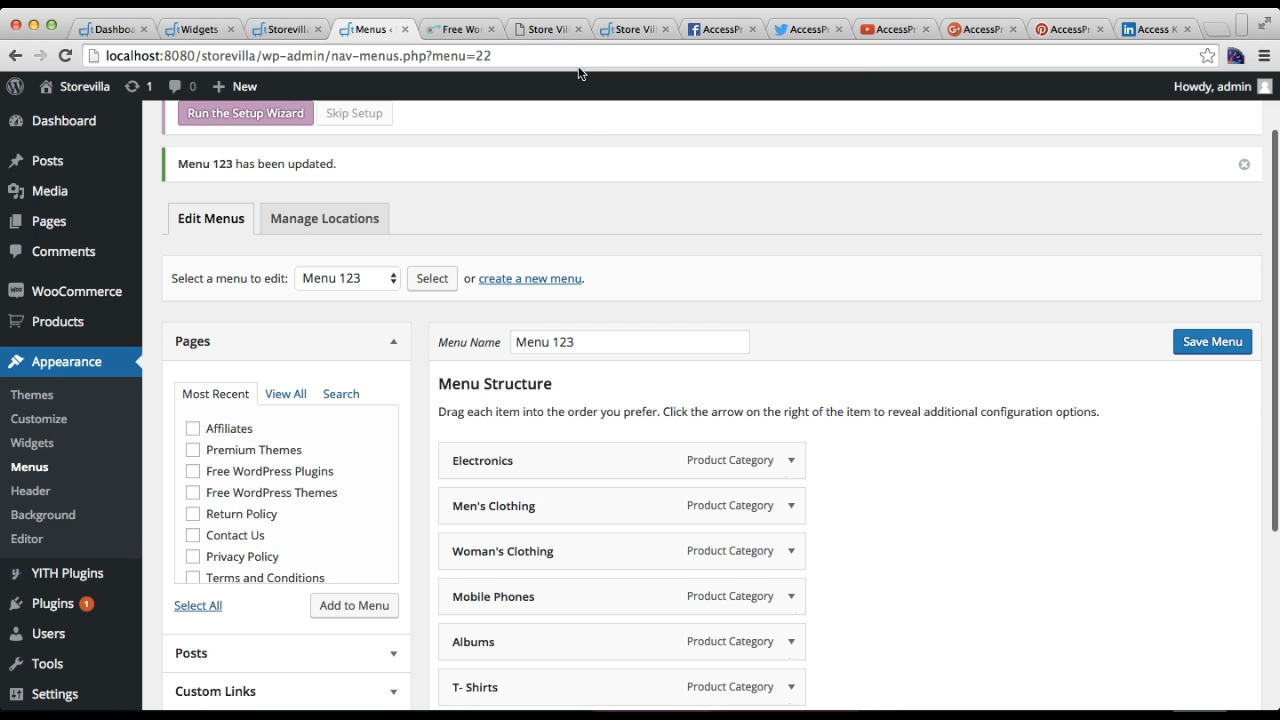 Dashbo
Widgets
Storevill
Menus ‹
Free Wo
Store Vil
Store Vil
AccessPr
AccessPr
AccessPr
AccessPr
AccessPr
Access K
localhost:8080/storevilla/wp-admin/nav-menus.php?menu=22
Storevilla
1
0
New
Howdy, admin
Dashboard
Posts
Media
Pages
Comments
WooCommerce
Products
Appearance
Themes
Customize
Widgets
Menus
Header
Background
Editor
YITH Plugins
Plugins 1
Users
Tools
Settings
Run the Setup Wizard
Skip Setup
Menu 123 has been updated.
Edit Menus
Manage Locations
Select a menu to edit: Menu 123 Select or create a new menu.
Pages
Most Recent View All Search
Affiliates
Premium Themes
Free WordPress Plugins
Free WordPress Themes
Return Policy
Contact Us
Privacy Policy
Terms and Conditions
Select All
Add to Menu
Posts
Custom Links
Menu Name Menu 123
Save Menu
Menu Structure
Drag each item into the order you prefer. Click the arrow on the right of the item to reveal additional configuration options.
Electronics Product Category
Men's Clothing Product Category
Woman's Clothing Product Category
Mobile Phones Product Category
Albums Product Category
T- Shirts Product Category